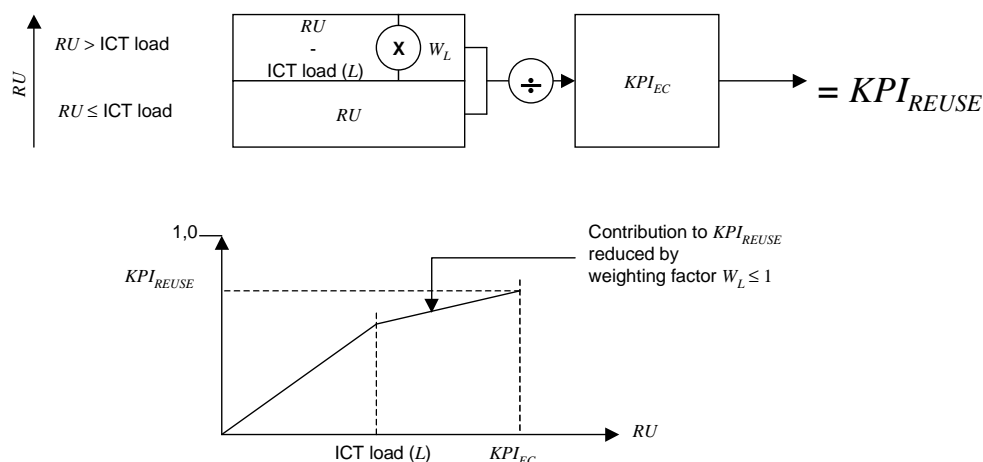 RU
RU > ICT load
RU ≤ ICT load
RU
-
ICT load (L)
X
W_L
RU
÷
KPI_EC
= KPI_REUSE
1,0
KPI_REUSE
Contribution to KPI_REUSE
reduced by
weighting factor W_L ≤ 1
RU
ICT load (L)
KPI_EC